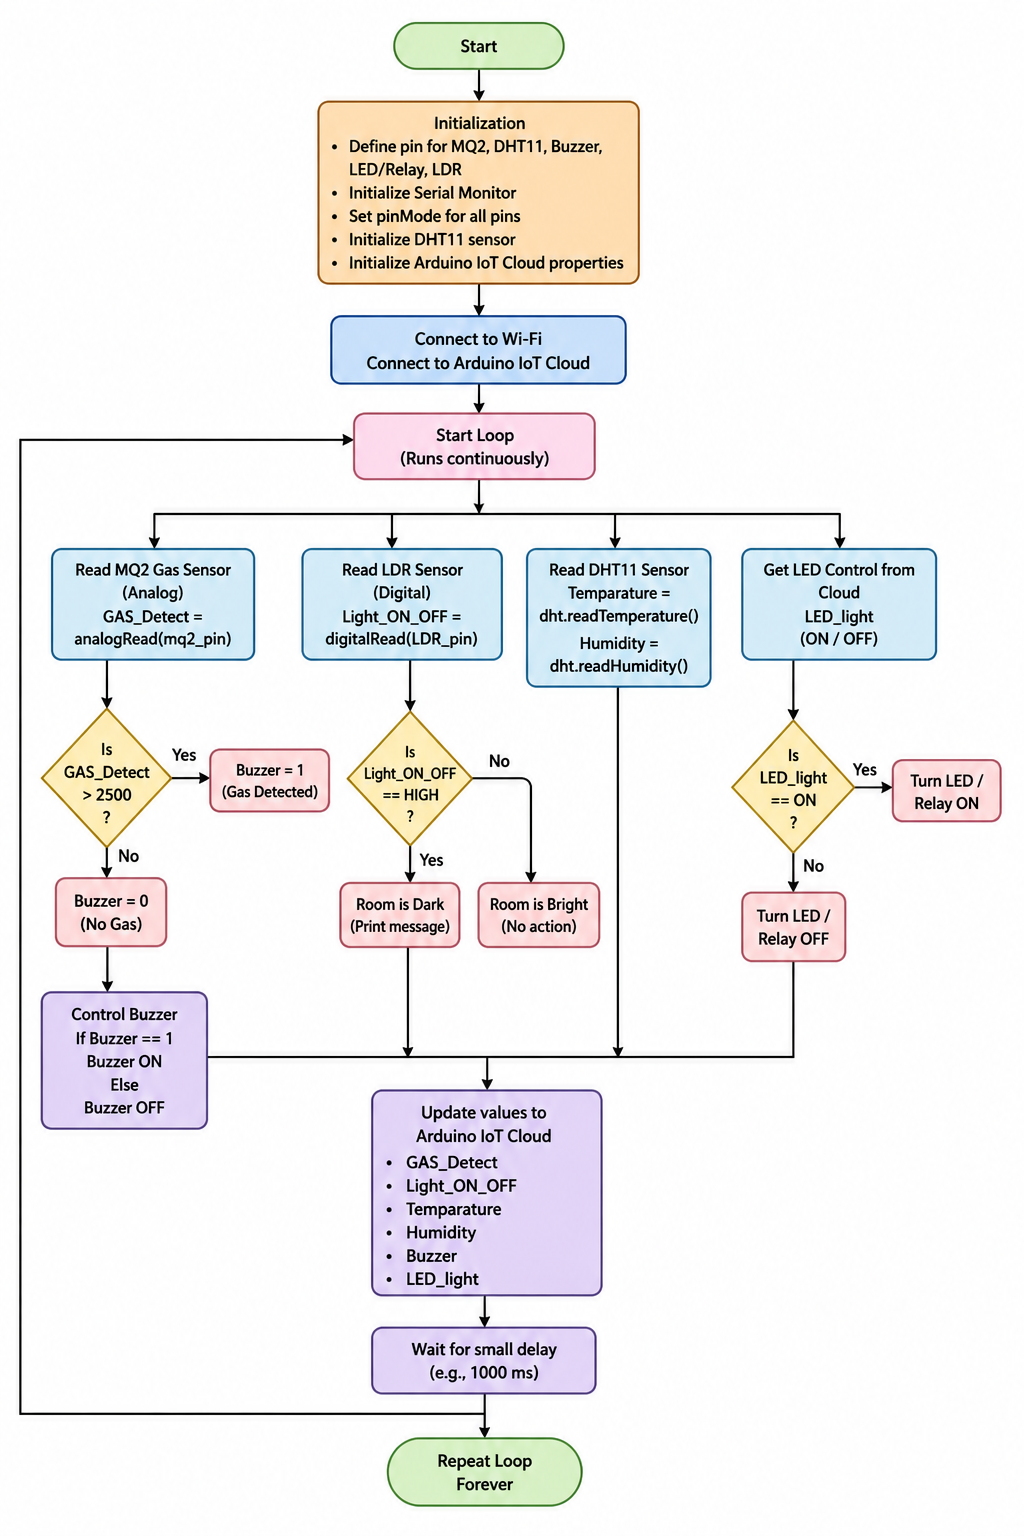 Start
Initialization
• Define pin for MQ2, DHT11, Buzzer,
LED/Relay, LDR
• Initialize Serial Monitor
• Set pinMode for all pins
• Initialize DHT11 sensor
• Initialize Arduino IoT Cloud properties
Connect to Wi-Fi
Connect to Arduino IoT Cloud
Start Loop
(Runs continuously)
Read MQ2 Gas Sensor
(Analog)
GAS_Detect =
analogRead(mq2_pin)
Read LDR Sensor
(Digital)
Light_ON_OFF =
digitalRead(LDR_pin)
Read DHT11 Sensor
Temparature =
dht.readTemperature()
Humidity =
dht.readHumidity()
Get LED Control from
Cloud
LED_light
(ON / OFF)
Is
GAS_Detect
> 2500
?
Yes
Buzzer = 1
(Gas Detected)
No
Buzzer = 0
(No Gas)
Control Buzzer
If Buzzer == 1
Buzzer ON
Else
Buzzer OFF
Is
Light_ON_OFF
== HIGH
?
No
Yes
Room is Dark
(Print message)
Room is Bright
(No action)
Is
LED_light
== ON
?
Yes
Turn LED /
Relay ON
No
Turn LED /
Relay OFF
Update values to
Arduino IoT Cloud
• GAS_Detect
• Light_ON_OFF
• Temparature
• Humidity
• Buzzer
• LED_light
Wait for small delay
(e.g., 1000 ms)
Repeat Loop
Forever